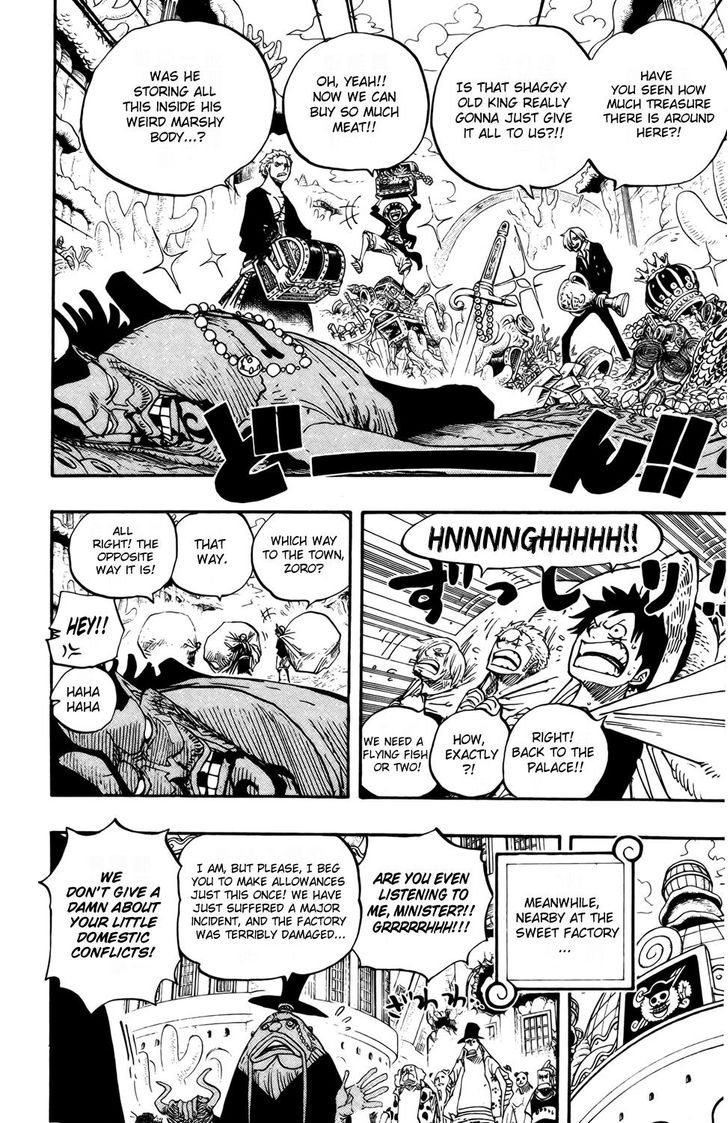 HAVE
YOU SEEN
HOW
MUCH TREASURE
THERE IS AROUND
HERE?!
IS THAT SHAGGY
OLD KING REALLY
GONNA JUST GIVE
IT ALL TO US?!!
OH, YEAH!!
NOW WE CAN
BUY SO MUCH
MEAT!!
WAS HE
STORING ALL
THIS INSIDE HIS
WEIRD MARSHY
BODY...?
ど━━ん!!
HNNNNGHHHHH!!
ずっしり!!
RIGHT!
BACK TO THE
PALACE!!
HOW,
EXACTLY
?!
WE NEED A
FLYING FISH
OR TWO!
WHICH WAY
TO THE TOWN,
ZORO?
THAT
WAY.
ALL
RIGHT! THE
OPPOSITE
WAY IT IS!
HEY!!
HAHA
HAHA
MEANWHILE,
NEARBY AT THE
SWEET FACTORY
...
ARE YOU EVEN
LISTENING TO
ME, MINISTER?!!
GRRRRRHHH!!!
I AM, BUT PLEASE, I BEG
YOU TO MAKE ALLOWANCES
JUST THIS ONCE! WE HAVE
JUST SUFFERED A MAJOR
INCIDENT, AND THE FACTORY
WAS TERRIBLY DAMAGED...
WE
DON'T GIVE A
DAMN ABOUT
YOUR LITTLE
DOMESTIC
CONFLICTS!